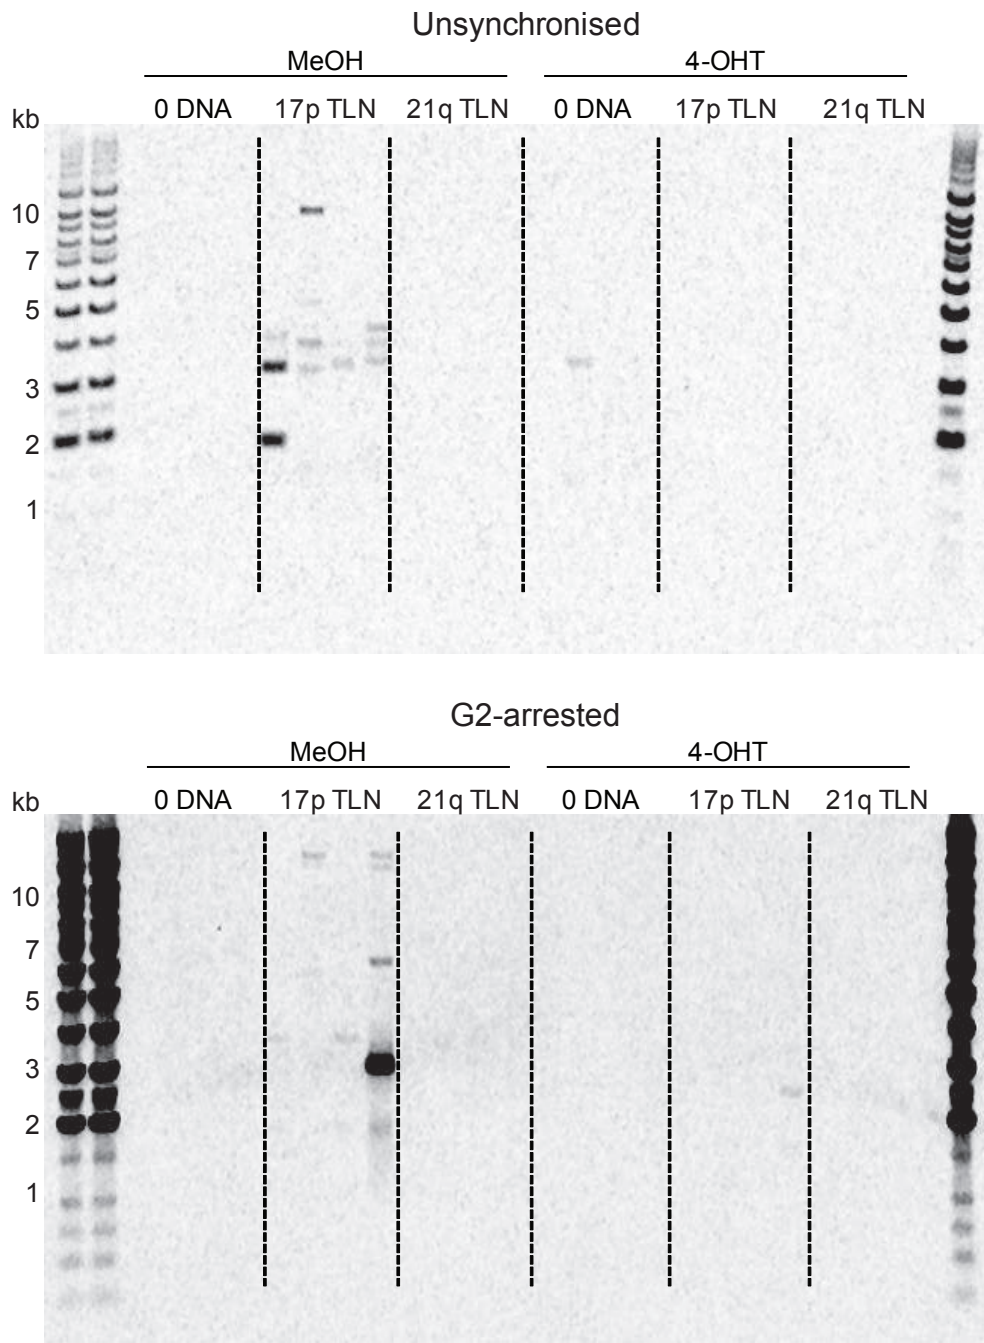 Unsynchronised
MeOH 4-OHT
0 DNA 17p TLN 21q TLN 0 DNA 17p TLN 21q TLN
kb
10
7
5
3
2
1
G2-arrested
MeOH 4-OHT
0 DNA 17p TLN 21q TLN 0 DNA 17p TLN 21q TLN
kb
10
7
5
3
2
1